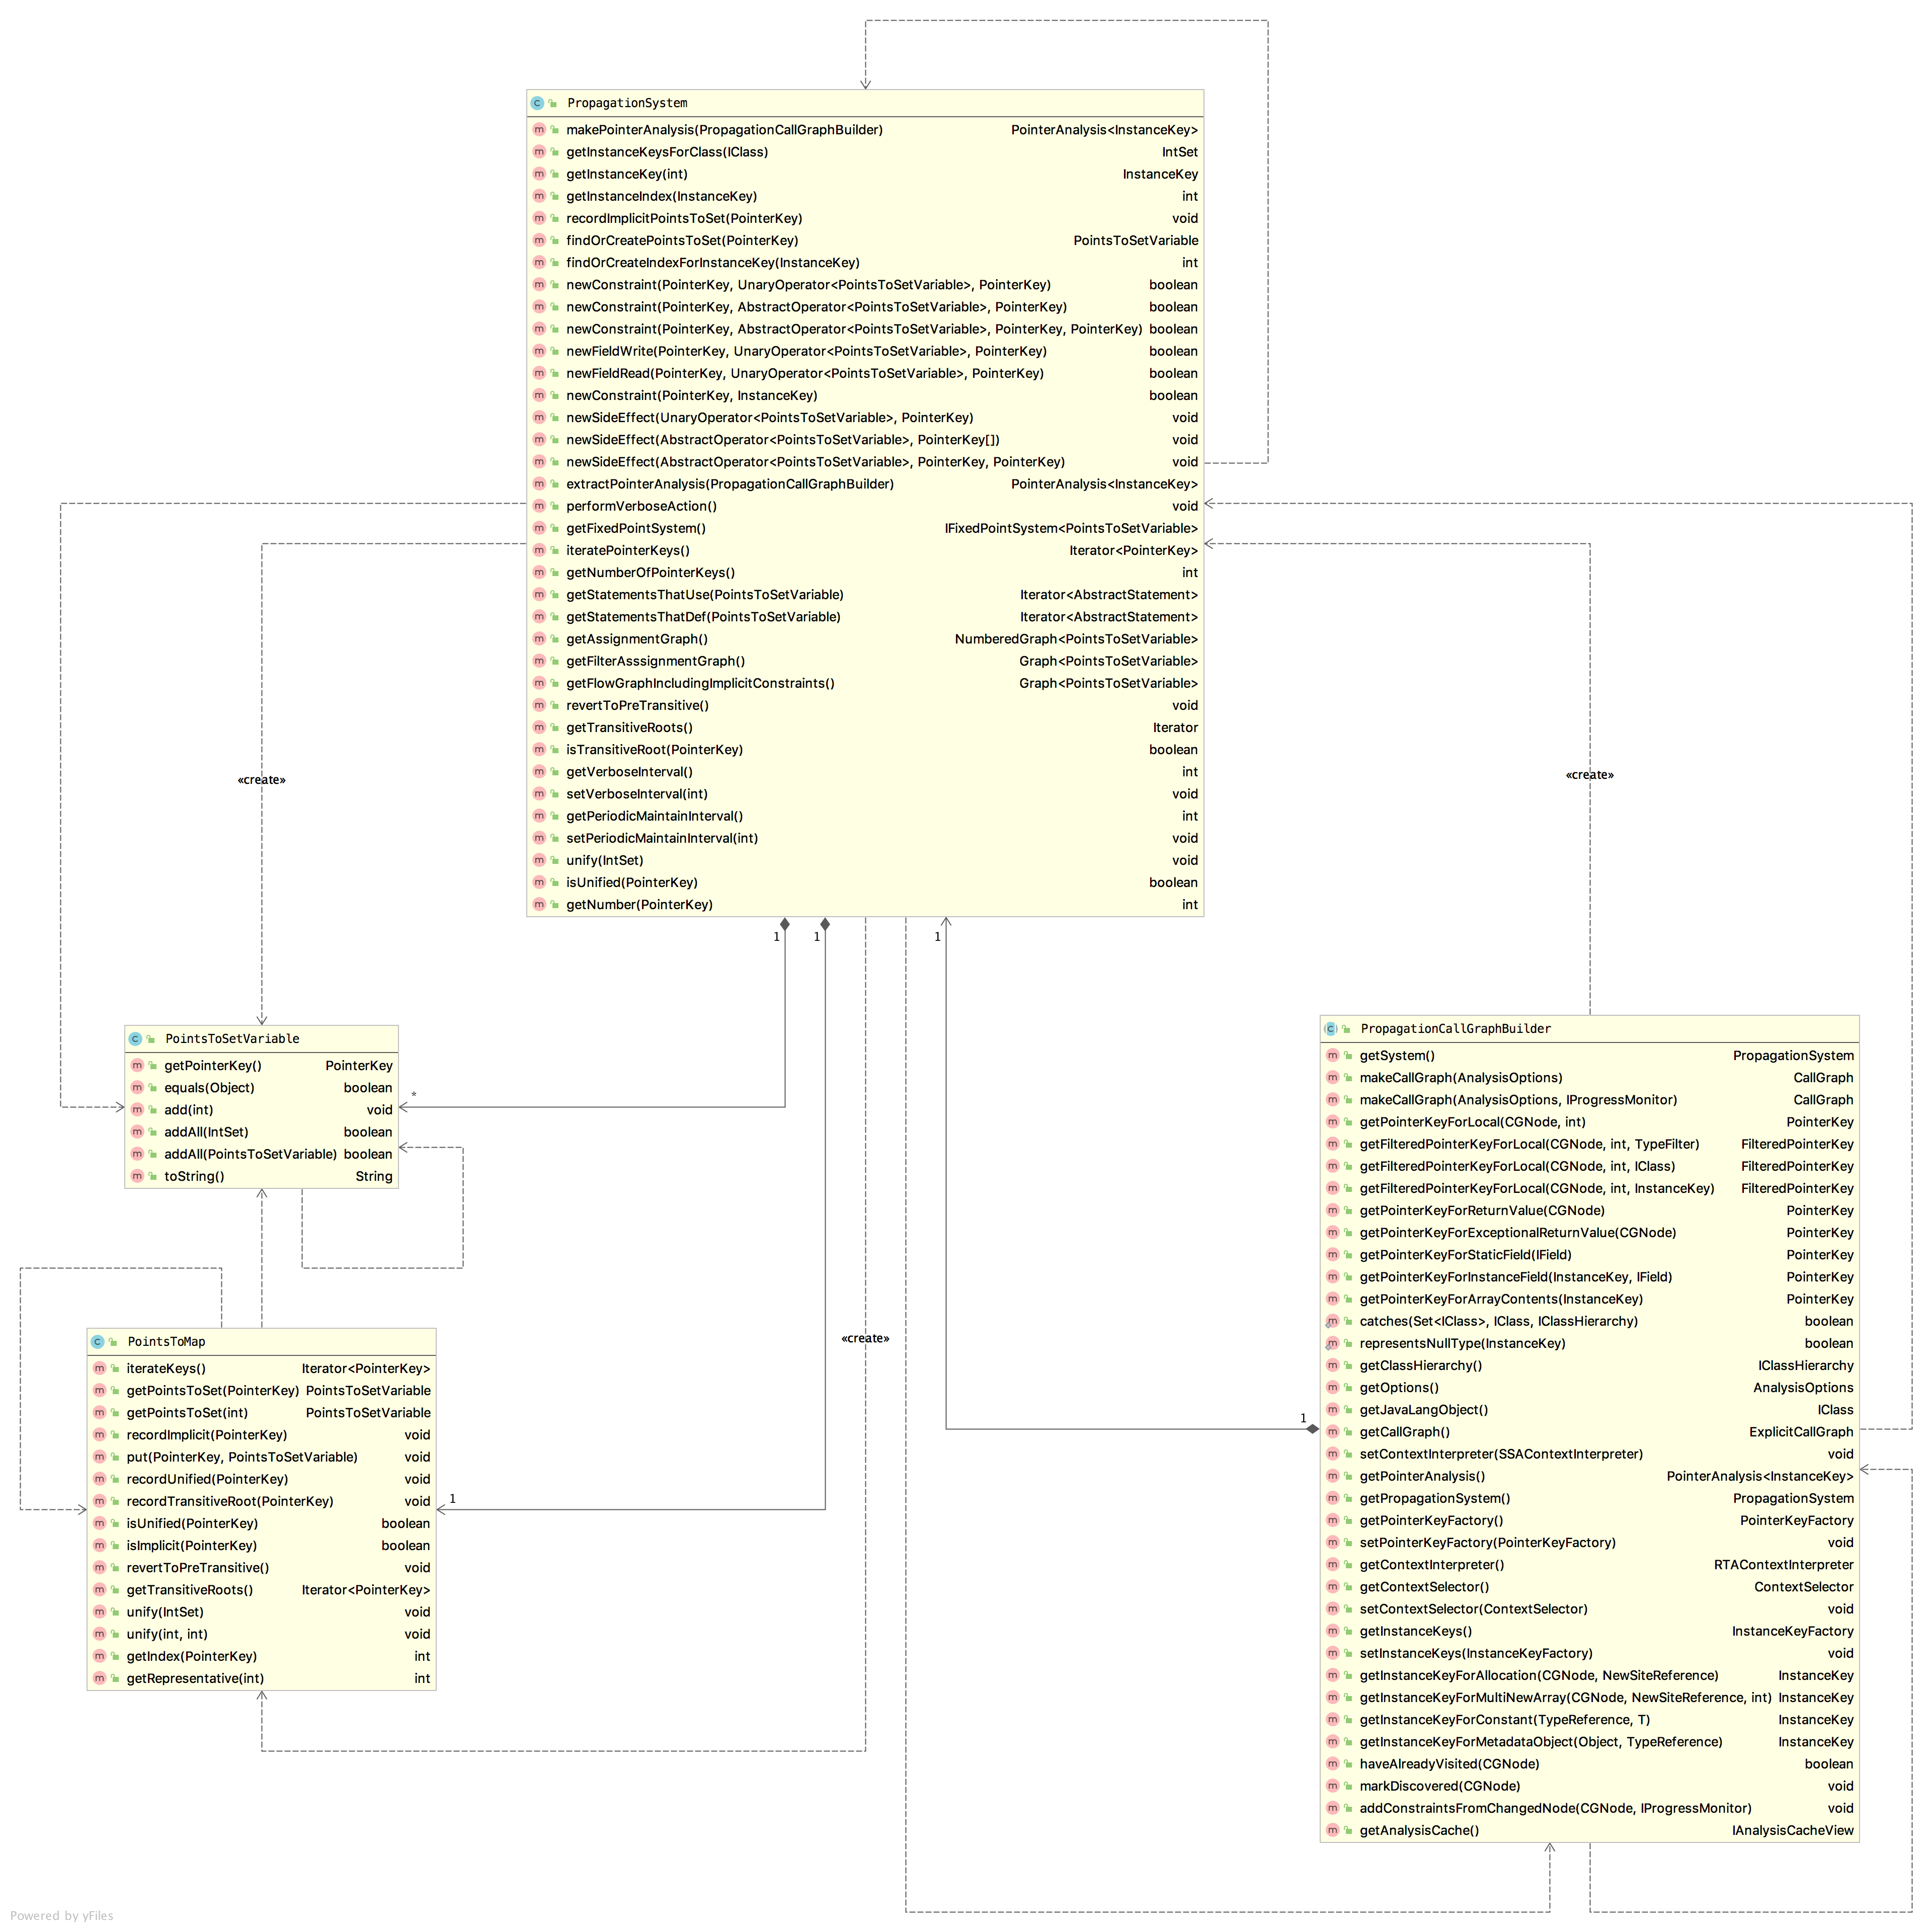 PropagationSystem
makePointerAnalysis(PropagationCallGraphBuilder) PointerAnalysis<InstanceKey>
getInstanceKeysForClass(IClass) IntSet
getInstanceKey(int) InstanceKey
getInstanceIndex(InstanceKey) int
recordImplicitPointsToSet(PointerKey) void
findOrCreatePointsToSet(PointerKey) PointsToSetVariable
findOrCreateIndexForInstanceKey(InstanceKey) int
newConstraint(PointerKey, UnaryOperator<PointsToSetVariable>, PointerKey) boolean
newConstraint(PointerKey, AbstractOperator<PointsToSetVariable>, PointerKey) boolean
newConstraint(PointerKey, AbstractOperator<PointsToSetVariable>, PointerKey, PointerKey) boolean
newFieldWrite(PointerKey, UnaryOperator<PointsToSetVariable>, PointerKey) boolean
newFieldRead(PointerKey, UnaryOperator<PointsToSetVariable>, PointerKey) boolean
newConstraint(PointerKey, InstanceKey) boolean
newSideEffect(UnaryOperator<PointsToSetVariable>, PointerKey) void
newSideEffect(AbstractOperator<PointsToSetVariable>, PointerKey[]) void
newSideEffect(AbstractOperator<PointsToSetVariable>, PointerKey, PointerKey) void
extractPointerAnalysis(PropagationCallGraphBuilder) PointerAnalysis<InstanceKey>
performVerboseAction() void
getFixedPointSystem() IFixedPointSystem<PointsToSetVariable>
iteratePointerKeys() Iterator<PointerKey>
getNumberOfPointerKeys() int
getStatementsThatUse(PointsToSetVariable) Iterator<AbstractStatement>
getStatementsThatDef(PointsToSetVariable) Iterator<AbstractStatement>
getAssignmentGraph() NumberedGraph<PointsToSetVariable>
getFilterAsssignmentGraph() Graph<PointsToSetVariable>
getFlowGraphIncludingImplicitConstraints() Graph<PointsToSetVariable>
revertToPreTransitive() void
getTransitiveRoots() Iterator
isTransitiveRoot(PointerKey) boolean
getVerboseInterval() int
setVerboseInterval(int) void
getPeriodicMaintainInterval() int
setPeriodicMaintainInterval(int) void
unify(IntSet) void
isUnified(PointerKey) boolean
getNumber(PointerKey) int
«create»
«create»
1
1
1
PointsToSetVariable
getPointerKey() PointerKey
equals(Object) boolean
add(int) void
addAll(IntSet) boolean
addAll(PointsToSetVariable) boolean
toString() String
*
PointsToMap
iterateKeys() Iterator<PointerKey>
getPointsToSet(PointerKey) PointsToSetVariable
getPointsToSet(int) PointsToSetVariable
recordImplicit(PointerKey) void
put(PointerKey, PointsToSetVariable) void
recordUnified(PointerKey) void
recordTransitiveRoot(PointerKey) void
isUnified(PointerKey) boolean
isImplicit(PointerKey) boolean
revertToPreTransitive() void
getTransitiveRoots() Iterator<PointerKey>
unify(IntSet) void
unify(int, int) void
getIndex(PointerKey) int
getRepresentative(int) int
1
«create»
1
PropagationCallGraphBuilder
getSystem() PropagationSystem
makeCallGraph(AnalysisOptions) CallGraph
makeCallGraph(AnalysisOptions, IProgressMonitor) CallGraph
getPointerKeyForLocal(CGNode, int) PointerKey
getFilteredPointerKeyForLocal(CGNode, int, TypeFilter) FilteredPointerKey
getFilteredPointerKeyForLocal(CGNode, int, IClass) FilteredPointerKey
getFilteredPointerKeyForLocal(CGNode, int, InstanceKey) FilteredPointerKey
getPointerKeyForReturnValue(CGNode) PointerKey
getPointerKeyForExceptionalReturnValue(CGNode) PointerKey
getPointerKeyForStaticField(IField) PointerKey
getPointerKeyForInstanceField(InstanceKey, IField) PointerKey
getPointerKeyForArrayContents(InstanceKey) PointerKey
catches(Set<IClass>, IClass, IClassHierarchy) boolean
representsNullType(InstanceKey) boolean
getClassHierarchy() IClassHierarchy
getOptions() AnalysisOptions
getJavaLangObject() IClass
getCallGraph() ExplicitCallGraph
setContextInterpreter(SSAContextInterpreter) void
getPointerAnalysis() PointerAnalysis<InstanceKey>
getPropagationSystem() PropagationSystem
getPointerKeyFactory() PointerKeyFactory
setPointerKeyFactory(PointerKeyFactory) void
getContextInterpreter() RTAContextInterpreter
getContextSelector() ContextSelector
setContextSelector(ContextSelector) void
getInstanceKeys() InstanceKeyFactory
setInstanceKeys(InstanceKeyFactory) void
getInstanceKeyForAllocation(CGNode, NewSiteReference) InstanceKey
getInstanceKeyForMultiNewArray(CGNode, NewSiteReference, int) InstanceKey
getInstanceKeyForConstant(TypeReference, T) InstanceKey
getInstanceKeyForMetadataObject(Object, TypeReference) InstanceKey
haveAlreadyVisited(CGNode) boolean
markDiscovered(CGNode) void
addConstraintsFromChangedNode(CGNode, IProgressMonitor) void
getAnalysisCache() IAnalysisCacheView
Powered by yFiles